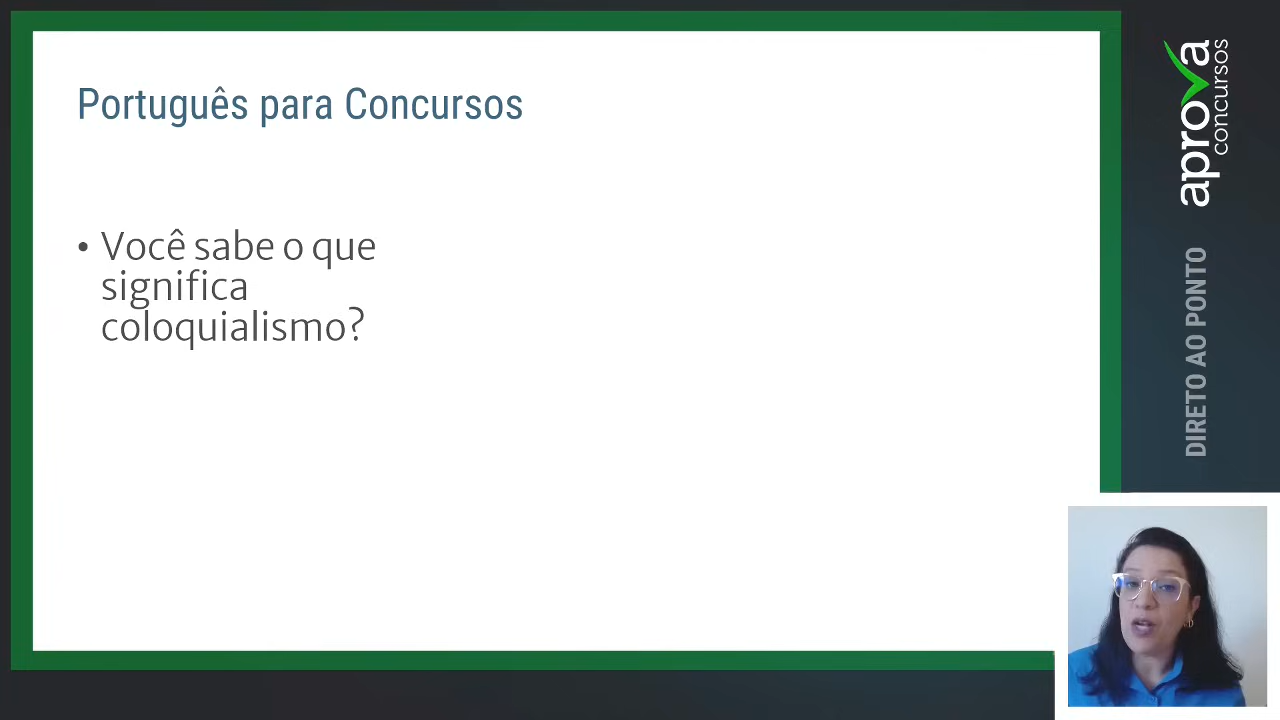 Português para Concursos
• Você sabe o que
significa
coloquialismo?
aprova
concursos
DIRETO AO PONTO